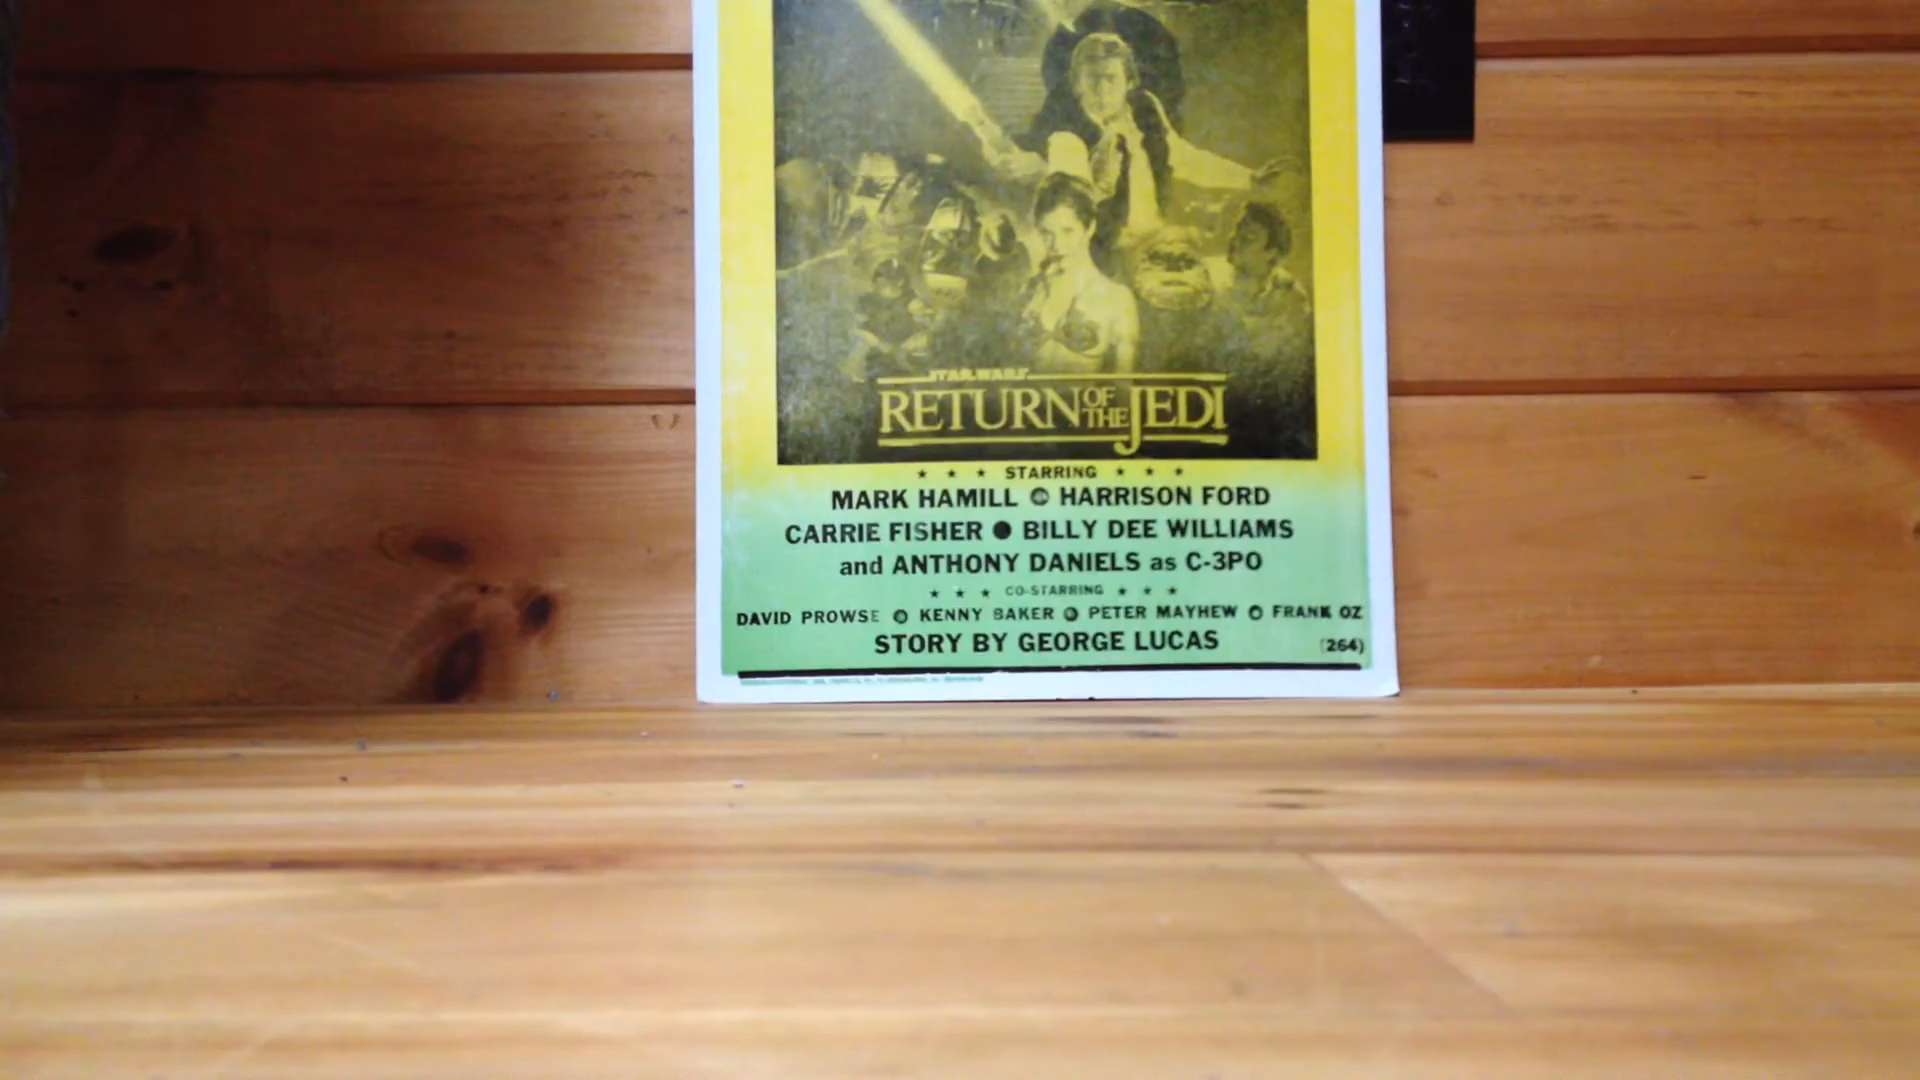 STAR WARS
RETURN OF THE JEDI
* * * STARRING * * *
MARK HAMILL ● HARRISON FORD
CARRIE FISHER ● BILLY DEE WILLIAMS
and ANTHONY DANIELS as C-3PO
* * * CO-STARRING * * *
DAVID PROWSE ● KENNY BAKER ● PETER MAYHEW ● FRANK OZ
STORY BY GEORGE LUCAS (264)